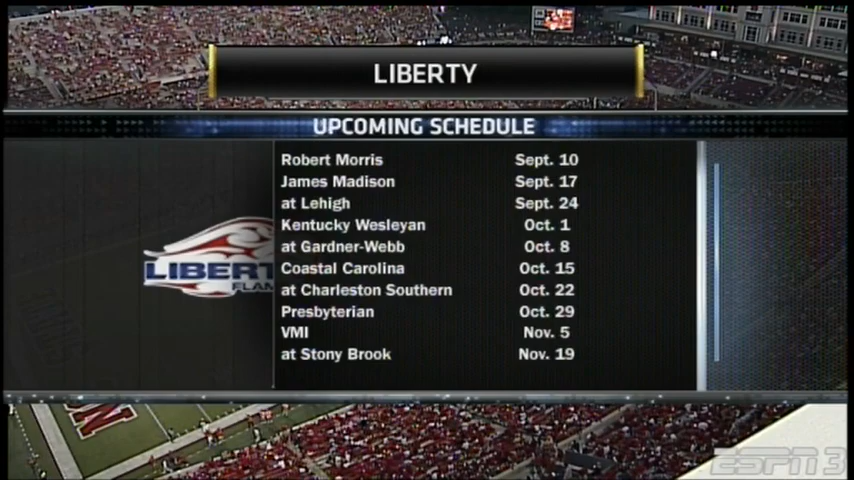 LIBERTY
UPCOMING SCHEDULE
Robert Morris Sept. 10
James Madison Sept. 17
at Lehigh Sept. 24
Kentucky Wesleyan Oct. 1
at Gardner-Webb Oct. 8
Coastal Carolina Oct. 15
at Charleston Southern Oct. 22
Presbyterian Oct. 29
VMI Nov. 5
at Stony Brook Nov. 19
LIBERT
FLAM
ESPN3